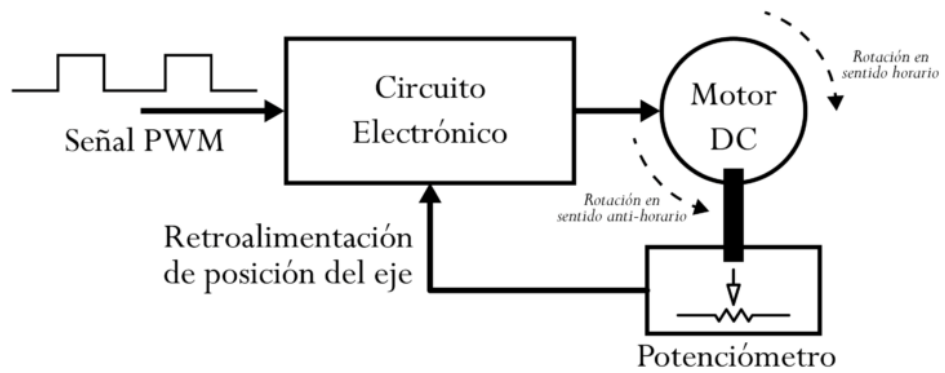 Señal PWM
Circuito
Electrónico
Motor
DC
Rotación en
sentido horario
Rotación en
sentido anti-horario
Retroalimentación
de posición del eje
Potenciómetro